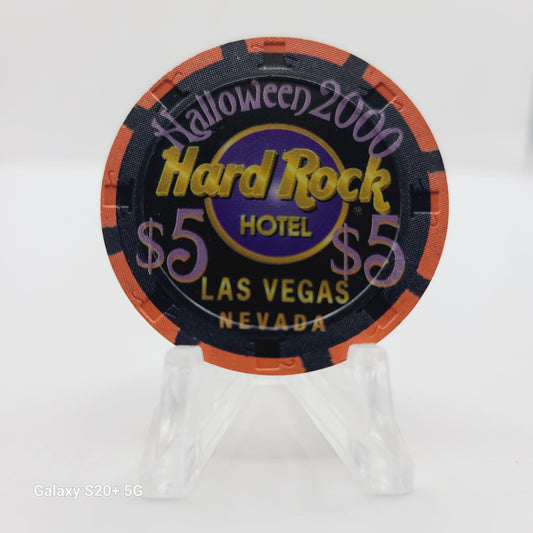 Halloween 2000
Hard Rock
®
HOTEL
$5 $5
LAS VEGAS
NEVADA
Galaxy S20+ 5G